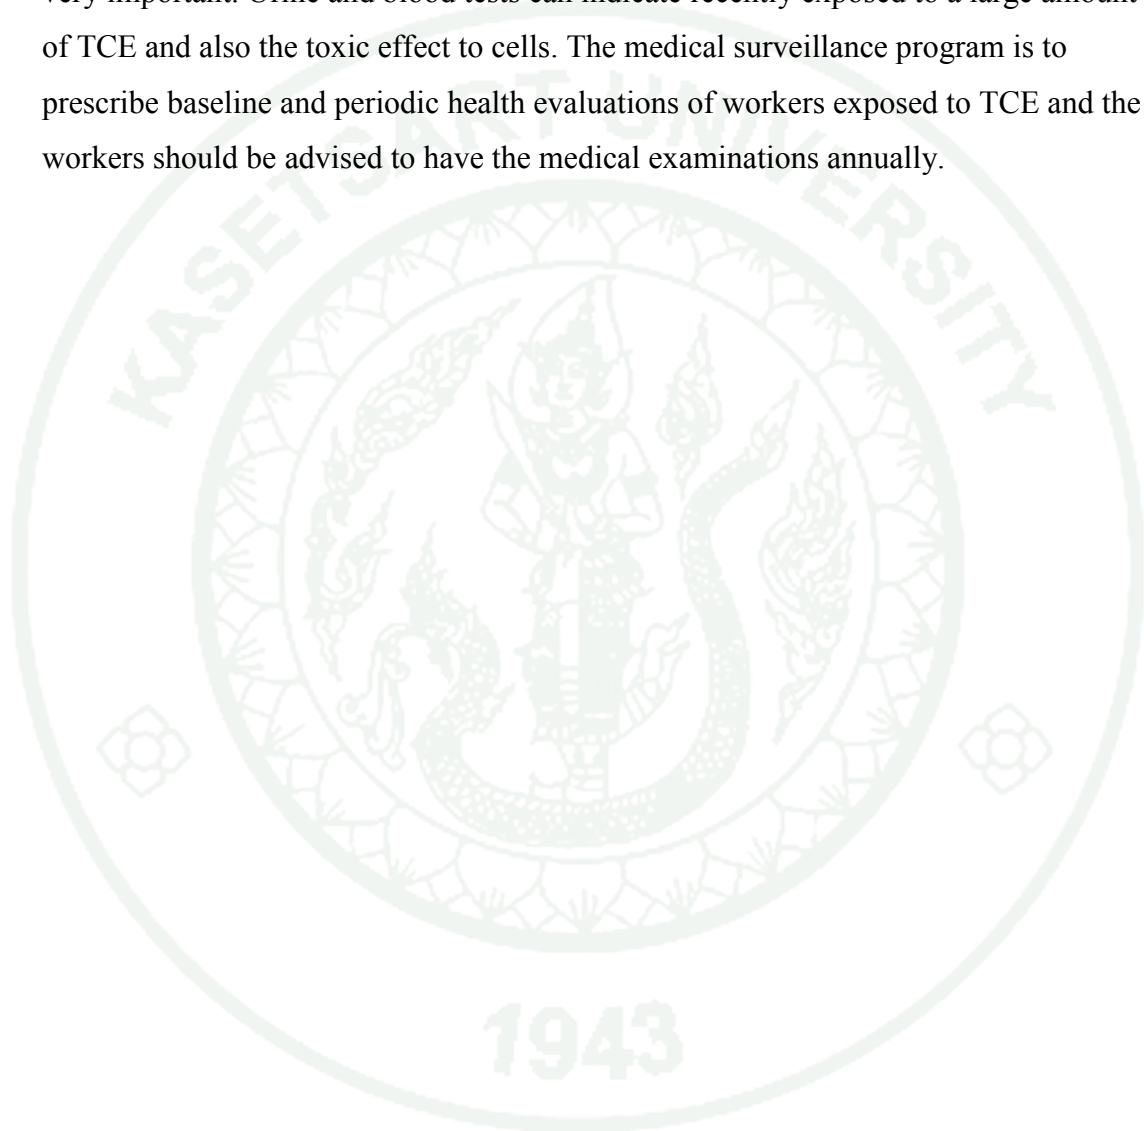 very important. Urine and blood tests can indicate recently exposed to a large amount
of TCE and also the toxic effect to cells. The medical surveillance program is to
prescribe baseline and periodic health evaluations of workers exposed to TCE and the
workers should be advised to have the medical examinations annually.
KASETSART UNIVERSITY
1943